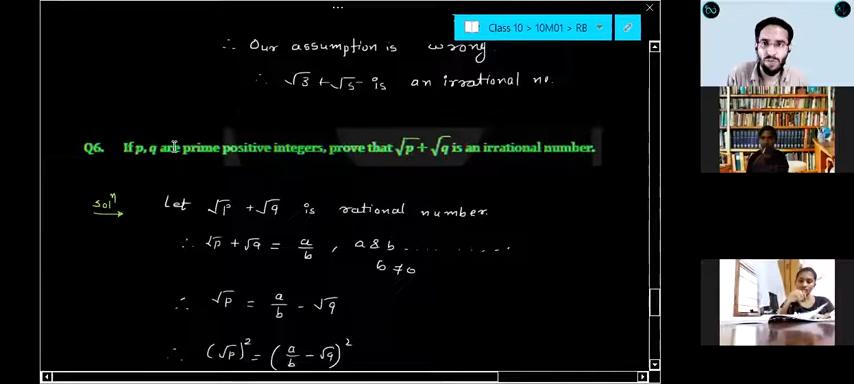 Class 10 > 10M01 > RB
∴ Our assumption is wrong
∴ √3 + √5 is an irrational no.
Q6. If p, q are prime positive integers, prove that √p + √q is an irrational number.
Solⁿ Let √p + √q is rational number.
∴ √p + √q = a/b , a & b ...........
b ≠ 0
∴ √p = a/b - √q
∴ (√p)² = (a/b - √q)²